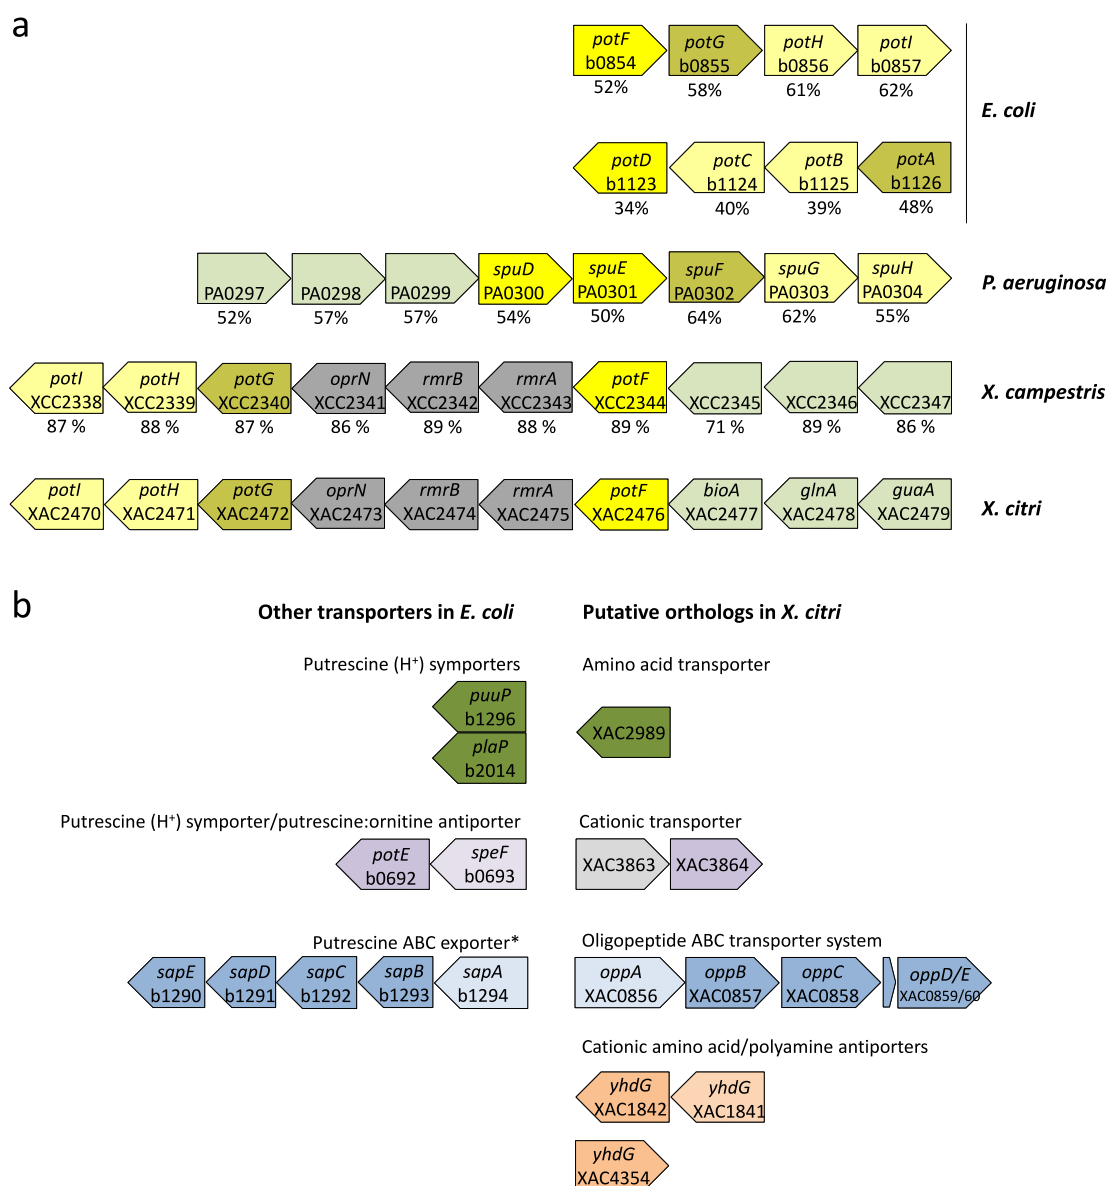 a
potF potG potH potI
b0854 b0855 b0856 b0857
52% 58% 61% 62%
E. coli
potD potC potB potA
b1123 b1124 b1125 b1126
34% 40% 39% 48%
spuD spuE spuF spuG spuH
PA0297 PA0298 PA0299 PA0300 PA0301 PA0302 PA0303 PA0304
P. aeruginosa
52% 57% 57% 54% 50% 64% 62% 55%
potI potH potG oprN rmrB rmrA potF
XCC2338 XCC2339 XCC2340 XCC2341 XCC2342 XCC2343 XCC2344 XCC2345 XCC2346 XCC2347
X. campestris
87 % 88 % 87 % 86 % 89 % 88 % 89 % 71 % 89 % 86 %
potI potH potG oprN rmrB rmrA potF bioA glnA guaA
XAC2470 XAC2471 XAC2472 XAC2473 XAC2474 XAC2475 XAC2476 XAC2477 XAC2478 XAC2479
X. citri
b
Other transporters in E. coli
Putative orthologs in X. citri
Putrescine (H+) symporters
Amino acid transporter
puuP
b1296
plaP
b2014
XAC2989
Putrescine (H+) symporter/putrescine:ornitine antiporter
Cationic transporter
potE speF
b0692 b0693
XAC3863 XAC3864
Putrescine ABC exporter*
Oligopeptide ABC transporter system
sapE sapD sapC sapB sapA
b1290 b1291 b1292 b1293 b1294
oppA oppB oppC oppD/E
XAC0856 XAC0857 XAC0858 XAC0859/60
Cationic amino acid/polyamine antiporters
yhdG yhdG
XAC1842 XAC1841
yhdG
XAC4354